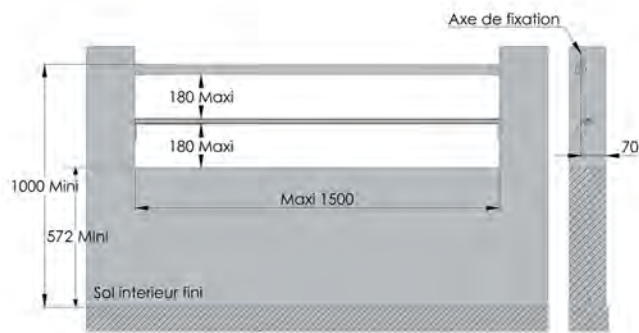 Axe de fixation
180 Maxi
180 Maxi
70
1000 Mini
Maxi 1500
572 Mini
Sol interieur fini